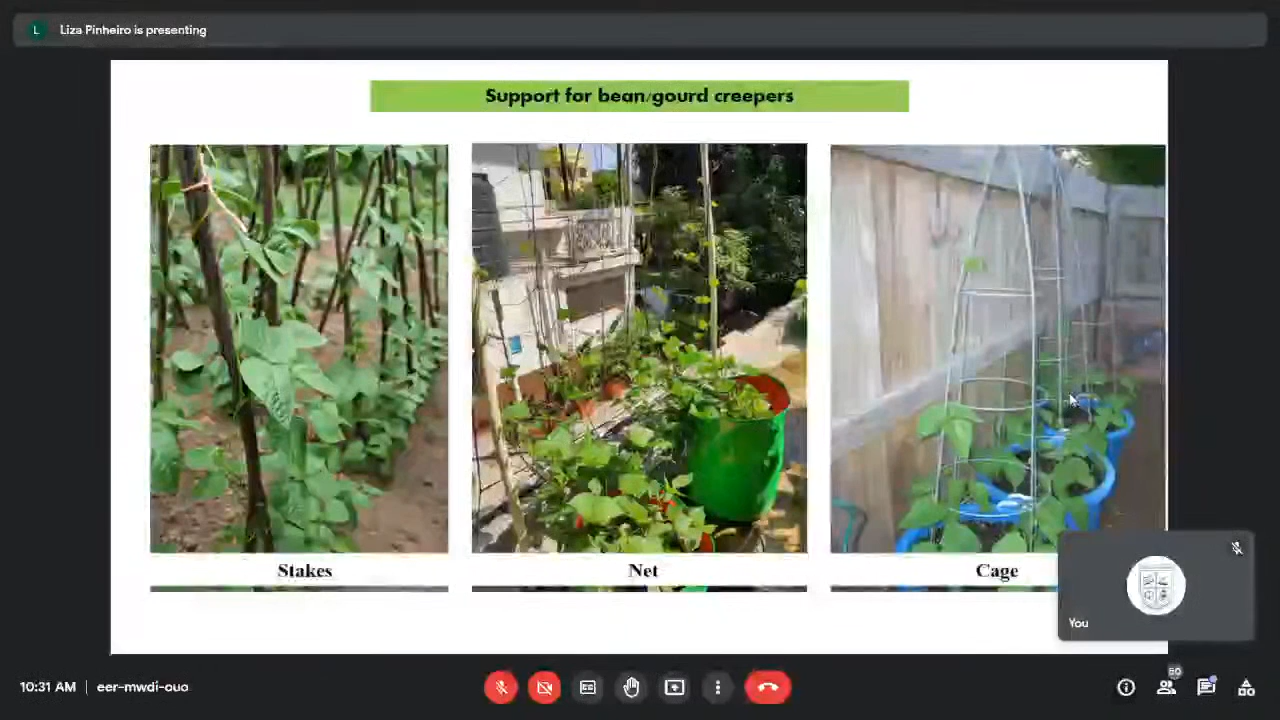 L Liza Pinheiro is presenting
Support for bean/gourd creepers
Stakes
Net
Cage
You
10:31 AM | eer-mwdi-ouo